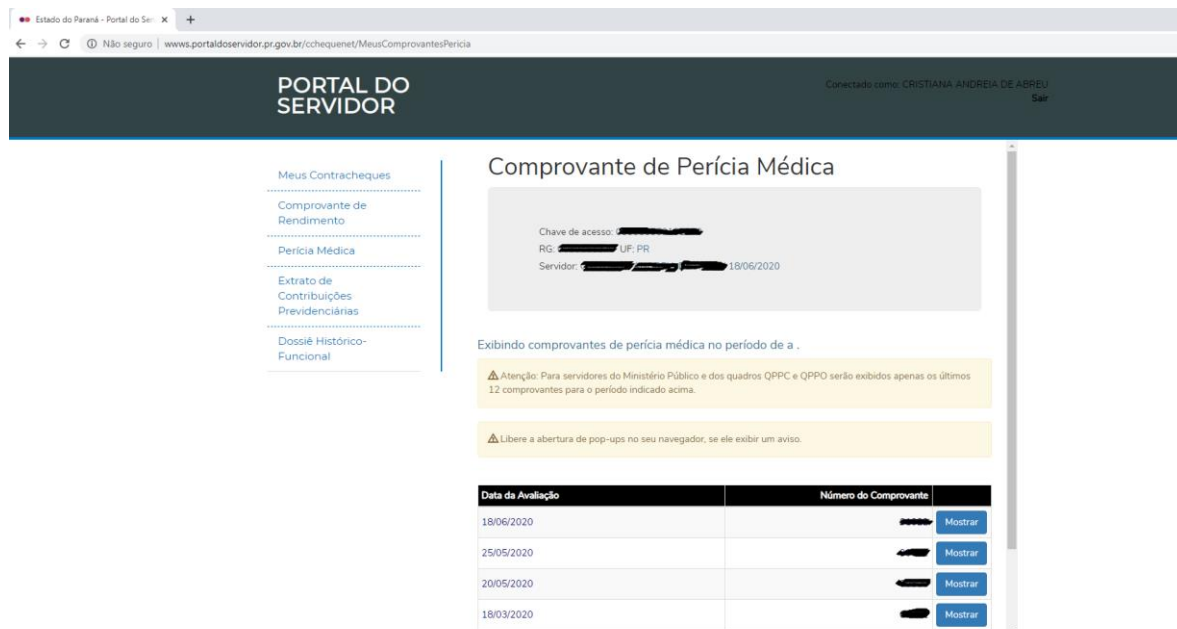 Estado do Paraná - Portal do Ser
Não seguro | wwws.portaldoservidor.pr.gov.br/cchequenet/MeusComprovantesPericia
PORTAL DO
SERVIDOR
Conectado como: CRISTIANA ANDREIA DE ABREU
Sair
Meus Contracheques
Comprovante de
Rendimento
Perícia Médica
Extrato de
Contribuições
Previdenciárias
Dossiê Histórico-
Funcional
Comprovante de Perícia Médica
Chave de acesso:
RG: UF: PR
Servidor: 18/06/2020
Exibindo comprovantes de perícia médica no período de a .
Atenção: Para servidores do Ministério Público e dos quadros QPPC e QPPO serão exibidos apenas os últimos
12 comprovantes para o período indicado acima.
Libere a abertura de pop-ups no seu navegador, se ele exibir um aviso.
Data da Avaliação Número do Comprovante
18/06/2020 Mostrar
25/05/2020 Mostrar
20/05/2020 Mostrar
18/03/2020 Mostrar